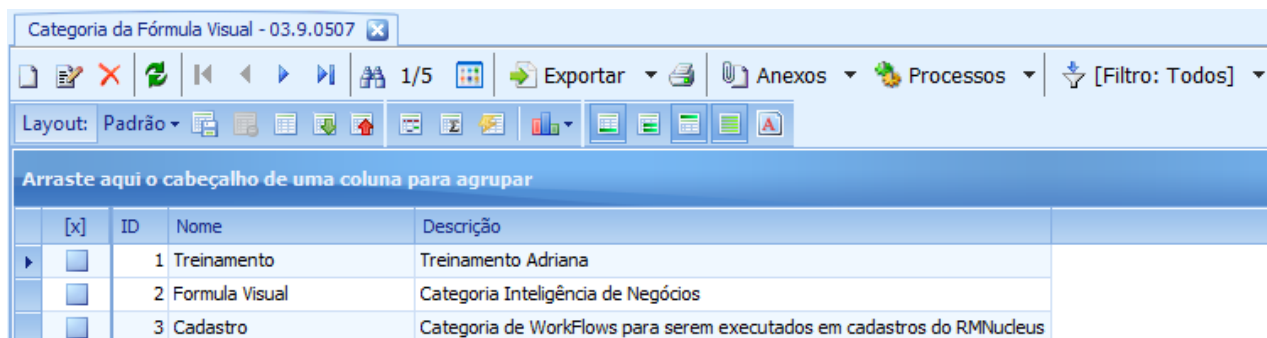 Categoria da Fórmula Visual - 03.9.0507
1/5 Exportar Anexos Processos [Filtro: Todos]
Layout: Padrão
Arraste aqui o cabeçalho de uma coluna para agrupar
[x] ID Nome Descrição
1 Treinamento Treinamento Adriana
2 Formula Visual Categoria Inteligência de Negócios
3 Cadastro Categoria de WorkFlows para serem executados em cadastros do RMNucleus